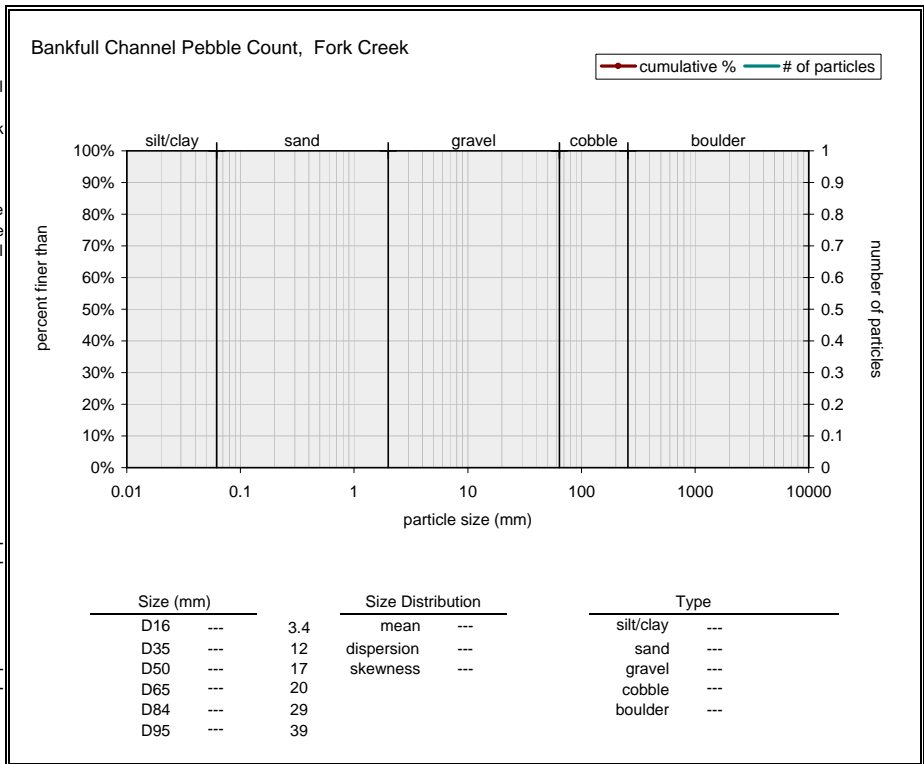 Bankfull Channel Pebble Count, Fork Creek
cumulative % # of particles
silt/clay sand gravel cobble boulder
100% 1
90% 0.9
80% 0.8
70% 0.7
60% 0.6
50% 0.5
40% 0.4
30% 0.3
20% 0.2
10% 0.1
0% 0
percent finer than
number of particles
0.01 0.1 1 10 100 1000 10000
particle size (mm)
Size (mm) Size Distribution Type
D16 --- 3.4 mean --- silt/clay ---
D35 --- 12 dispersion --- sand ---
D50 --- 17 skewness --- gravel ---
D65 --- 20 cobble ---
D84 --- 29 boulder ---
D95 --- 39